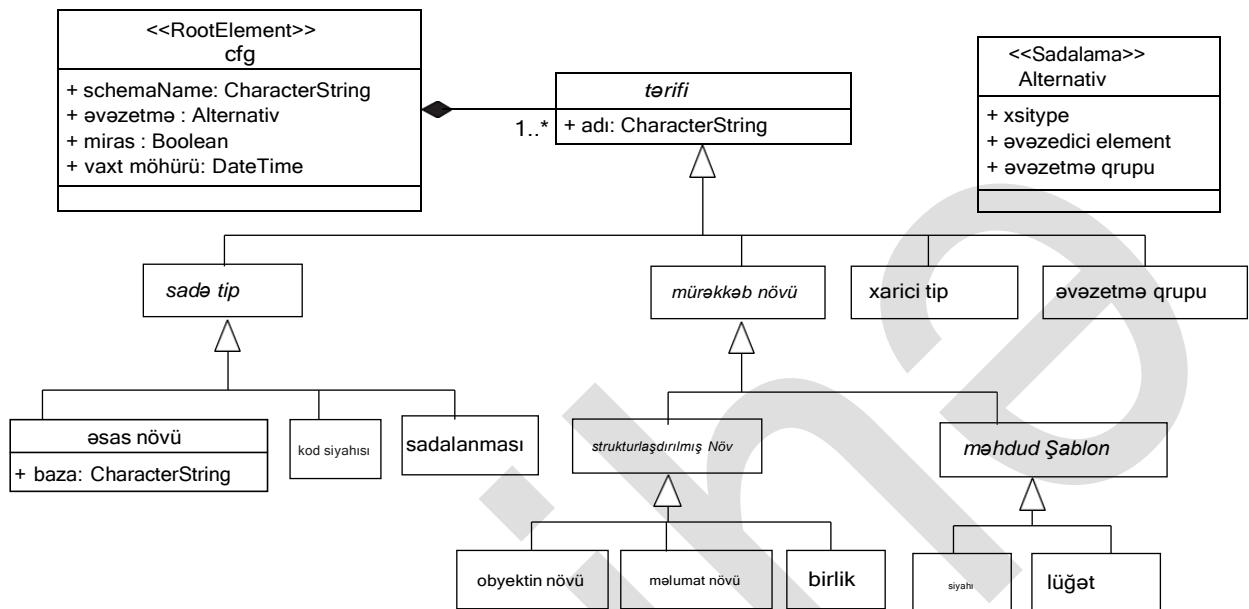 <<RootElement>>
cfg
+ schemaName: CharacterString
+ əvəzetmə : Alternativ
+ miras : Boolean
+ vaxt möhürü: DateTime
1..*
tərifi
+ adı: CharacterString
<<Sadalama>>
Alternativ
+ xsitype
+ əvəzedici element
+ əvəzetmə qrupu
sadə tip
mürəkkəb növü
xarici tip
əvəzetmə qrupu
əsas növü
+ baza: CharacterString
kod siyahısı
sadalanması
strukturlaşdırılmış Növ
məhdud Şablon
obyektin növü
məlumat növü
birlik
siyahı
lüğət